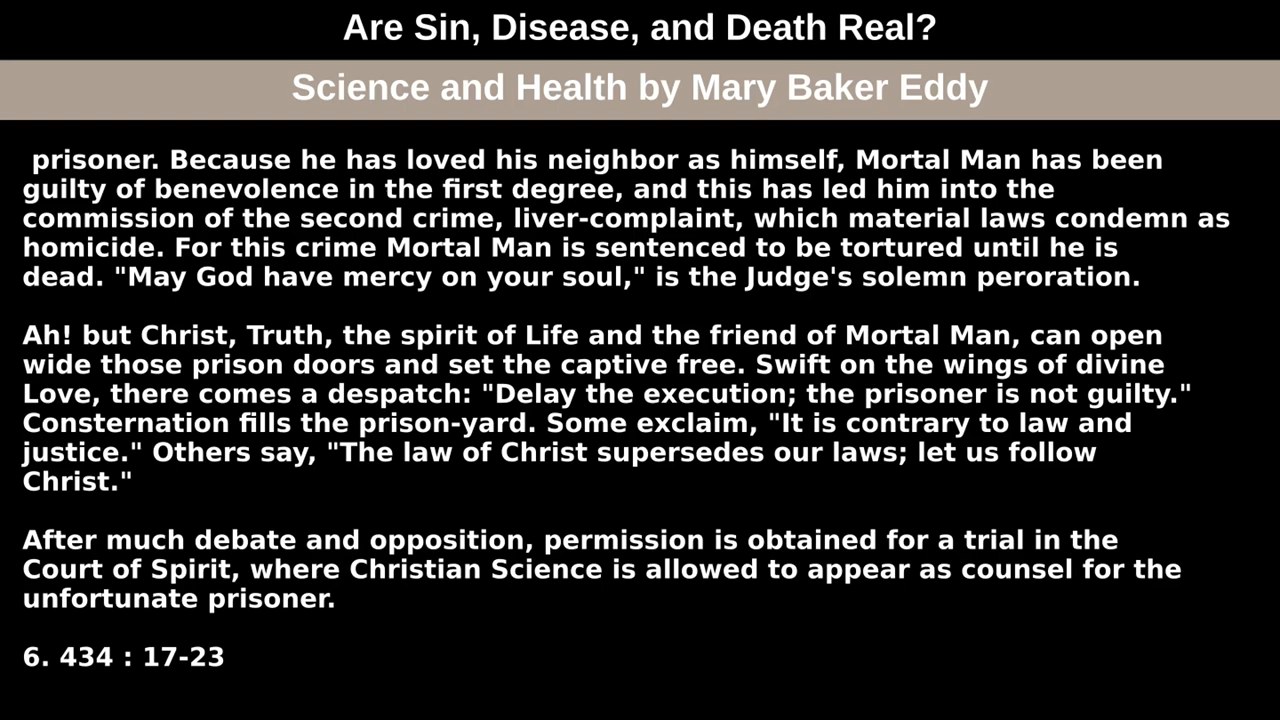 Are Sin, Disease, and Death Real?
Science and Health by Mary Baker Eddy
prisoner. Because he has loved his neighbor as himself, Mortal Man has been
guilty of benevolence in the first degree, and this has led him into the
commission of the second crime, liver-complaint, which material laws condemn as
homicide. For this crime Mortal Man is sentenced to be tortured until he is
dead. "May God have mercy on your soul," is the Judge's solemn peroration.
Ah! but Christ, Truth, the spirit of Life and the friend of Mortal Man, can open
wide those prison doors and set the captive free. Swift on the wings of divine
Love, there comes a despatch: "Delay the execution; the prisoner is not guilty."
Consternation fills the prison-yard. Some exclaim, "It is contrary to law and
justice." Others say, "The law of Christ supersedes our laws; let us follow
Christ."
After much debate and opposition, permission is obtained for a trial in the
Court of Spirit, where Christian Science is allowed to appear as counsel for the
unfortunate prisoner.
6. 434 : 17-23